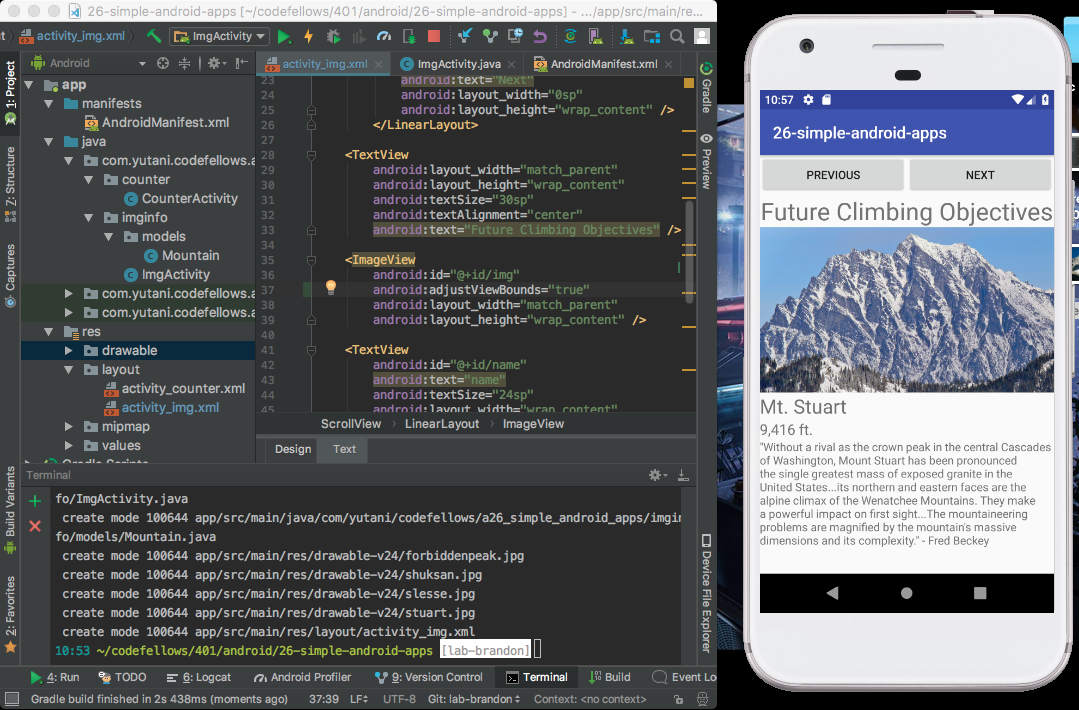 26-simple-android-apps [~/codefellows/401/android/26-simple-android-apps] - .../app/src/main/re...
activity_img.xml
ImgActivity
Android
activity_img.xml
ImgActivity.java
AndroidManifest.xml
1: Project
Z: Structure
Captures
Build Variants
2: Favorites
app
manifests
AndroidManifest.xml
java
com.yutani.codefellows.a
counter
CounterActivity
imginfo
models
Mountain
ImgActivity
com.yutani.codefellows.a
com.yutani.codefellows.a
res
drawable
layout
activity_counter.xml
activity_img.xml
mipmap
values
Gradle Scripts
23 android:text="Next"
24 android:layout_width="0sp"
25 android:layout_height="wrap_content" />
26 </LinearLayout>
27
28 <TextView
29 android:layout_width="match_parent"
30 android:layout_height="wrap_content"
31 android:textSize="30sp"
32 android:textAlignment="center"
33 android:text="Future Climbing Objectives" />
34
35 <ImageView
36 android:id="@+id/img"
37 android:adjustViewBounds="true"
38 android:layout_width="match_parent"
39 android:layout_height="wrap_content" />
40
41 <TextView
42 android:id="@+id/name"
43 android:text="name"
44 android:textSize="24sp"
45 android:layout_width="wrap_content"
ScrollView › LinearLayout › ImageView
Design Text
Gradle
Preview
Device File Explorer
Terminal
fo/ImgActivity.java
create mode 100644 app/src/main/java/com/yutani/codefellows/a26_simple_android_apps/imgin
fo/models/Mountain.java
create mode 100644 app/src/main/res/drawable-v24/forbiddenpeak.jpg
create mode 100644 app/src/main/res/drawable-v24/shuksan.jpg
create mode 100644 app/src/main/res/drawable-v24/slesse.jpg
create mode 100644 app/src/main/res/drawable-v24/stuart.jpg
create mode 100644 app/src/main/res/layout/activity_img.xml
10:53 ~/codefellows/401/android/26-simple-android-apps [lab-brandon]
4: Run TODO 6: Logcat Android Profiler 9: Version Control Terminal Build Event Lo
Gradle build finished in 2s 438ms (moments ago) 37:39 LF÷ UTF-8 Git: lab-brandon÷ Context: <no context>
10:57
26-simple-android-apps
PREVIOUS NEXT
Future Climbing Objectives
Mt. Stuart
9,416 ft.
"Without a rival as the crown peak in the central Cascades
of Washington, Mount Stuart has been pronounced
the single greatest mass of exposed granite in the
United States...its northern and eastern faces are the
alpine climax of the Wenatchee Mountains. They make
a powerful impact on first sight...The mountaineering
problems are magnified by the mountain's massive
dimensions and its complexity." - Fred Beckey